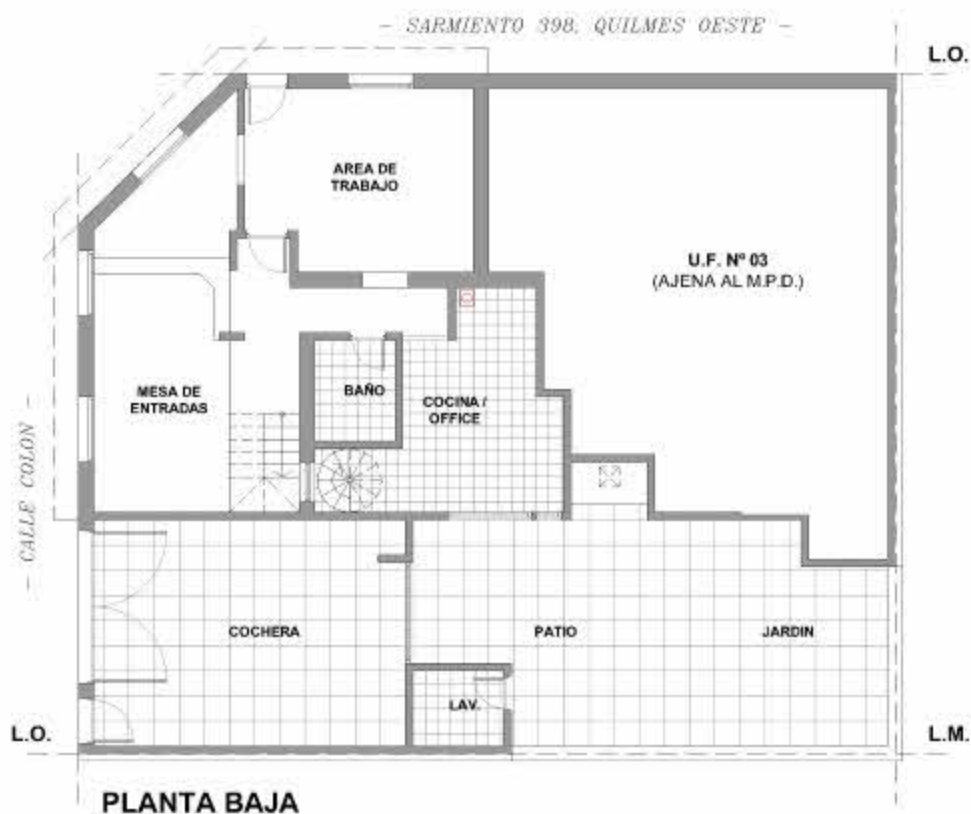 - SARMIENTO 398, QUILMES OESTE -
L.O.
AREA DE
TRABAJO
U.F. Nº 03
(AJENA AL M.P.D.)
MESA DE
ENTRADAS
BAÑO
COCINA /
OFFICE
- CALLE COLON -
COCHERA
PATIO
JARDIN
LAV.
L.O.
L.M.
PLANTA BAJA